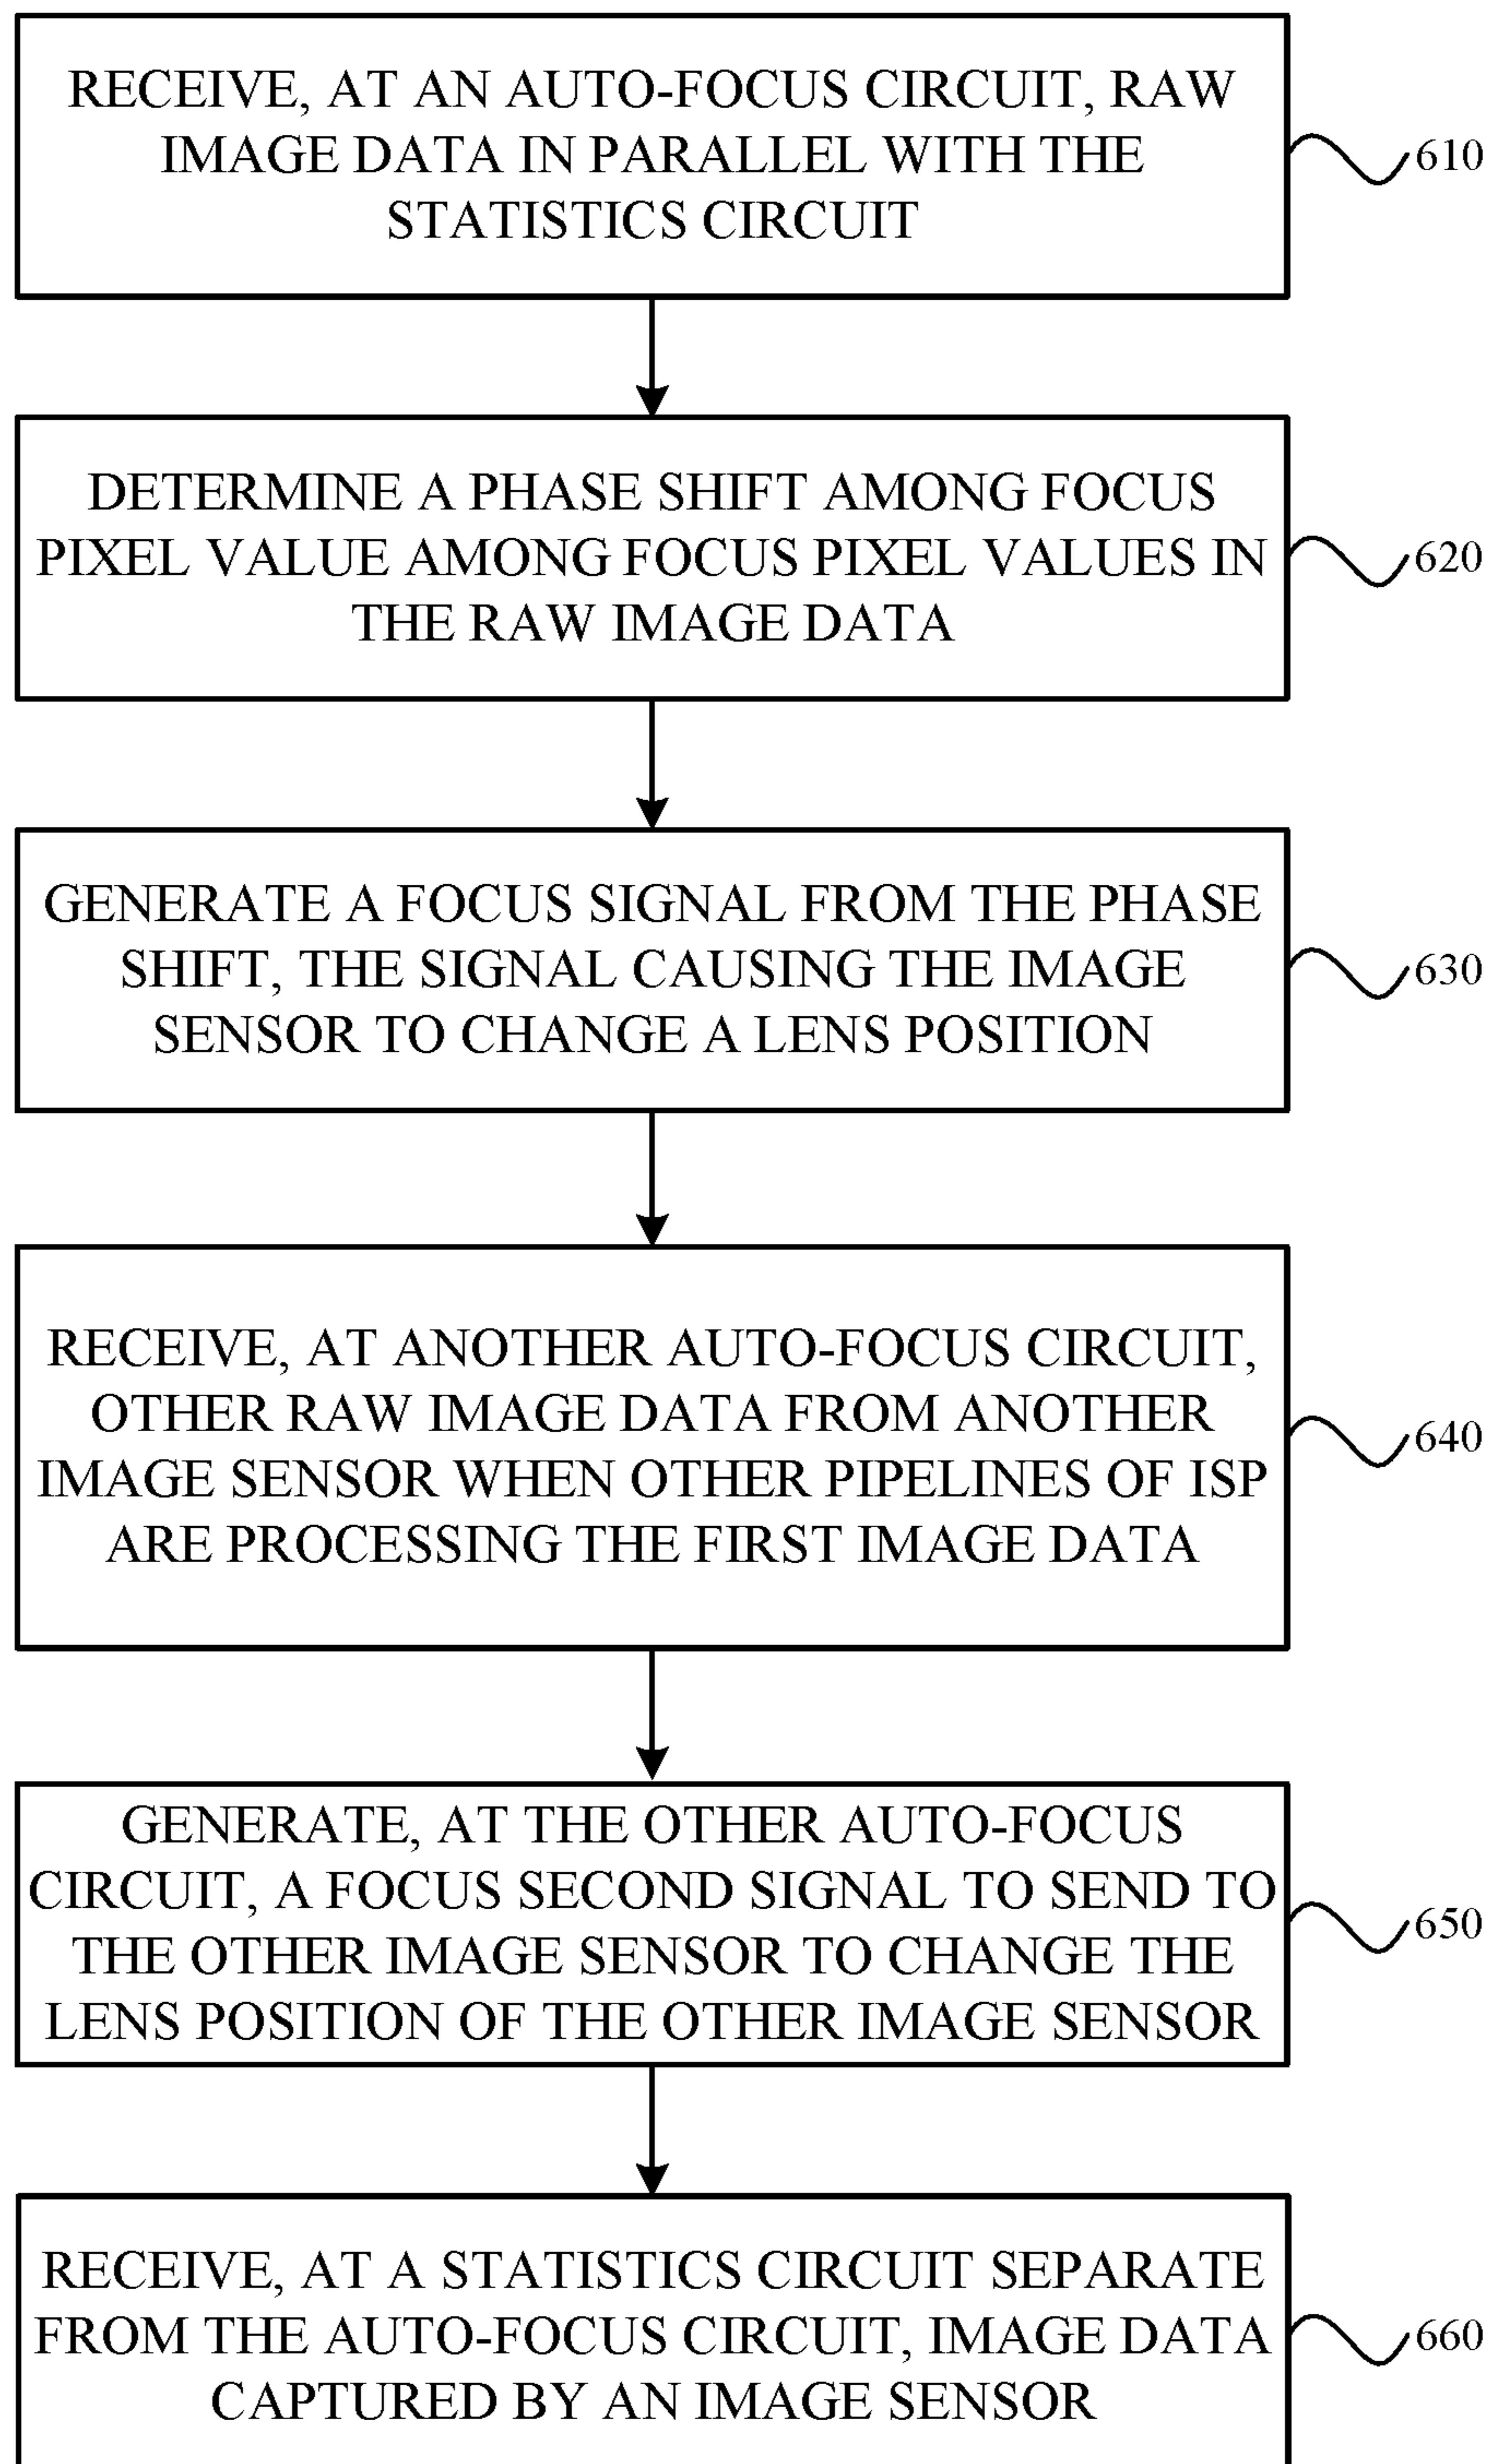 RECEIVE, AT AN AUTO-FOCUS CIRCUIT, RAW
IMAGE DATA IN PARALLEL WITH THE
STATISTICS CIRCUIT
610
DETERMINE A PHASE SHIFT AMONG FOCUS
PIXEL VALUE AMONG FOCUS PIXEL VALUES IN
THE RAW IMAGE DATA
620
GENERATE A FOCUS SIGNAL FROM THE PHASE
SHIFT, THE SIGNAL CAUSING THE IMAGE
SENSOR TO CHANGE A LENS POSITION
630
RECEIVE, AT ANOTHER AUTO-FOCUS CIRCUIT,
OTHER RAW IMAGE DATA FROM ANOTHER
IMAGE SENSOR WHEN OTHER PIPELINES OF ISP
ARE PROCESSING THE FIRST IMAGE DATA
640
GENERATE, AT THE OTHER AUTO-FOCUS
CIRCUIT, A FOCUS SECOND SIGNAL TO SEND TO
THE OTHER IMAGE SENSOR TO CHANGE THE
LENS POSITION OF THE OTHER IMAGE SENSOR
650
RECEIVE, AT A STATISTICS CIRCUIT SEPARATE
FROM THE AUTO-FOCUS CIRCUIT, IMAGE DATA
CAPTURED BY AN IMAGE SENSOR
660